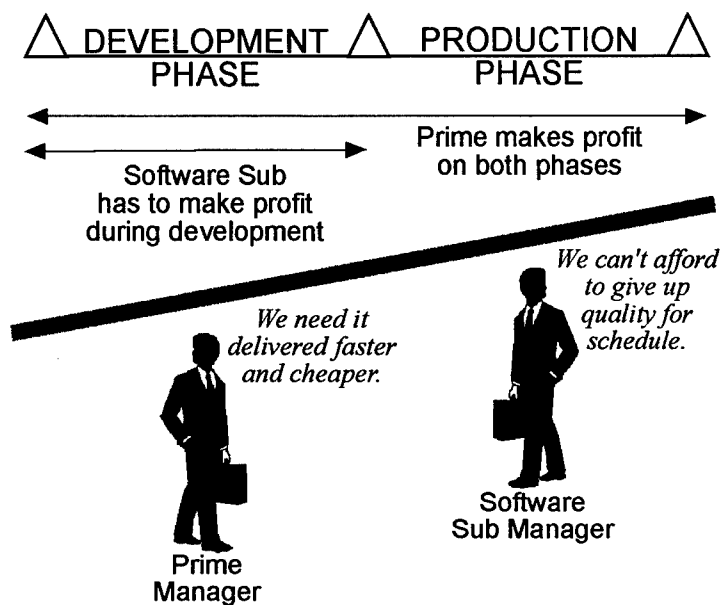 DEVELOPMENT
PHASE
PRODUCTION
PHASE
Prime makes profit
on both phases
Software Sub
has to make profit
during development
We need it
delivered faster
and cheaper.
We can't afford
to give up
quality for
schedule.
Prime
Manager
Software
Sub Manager